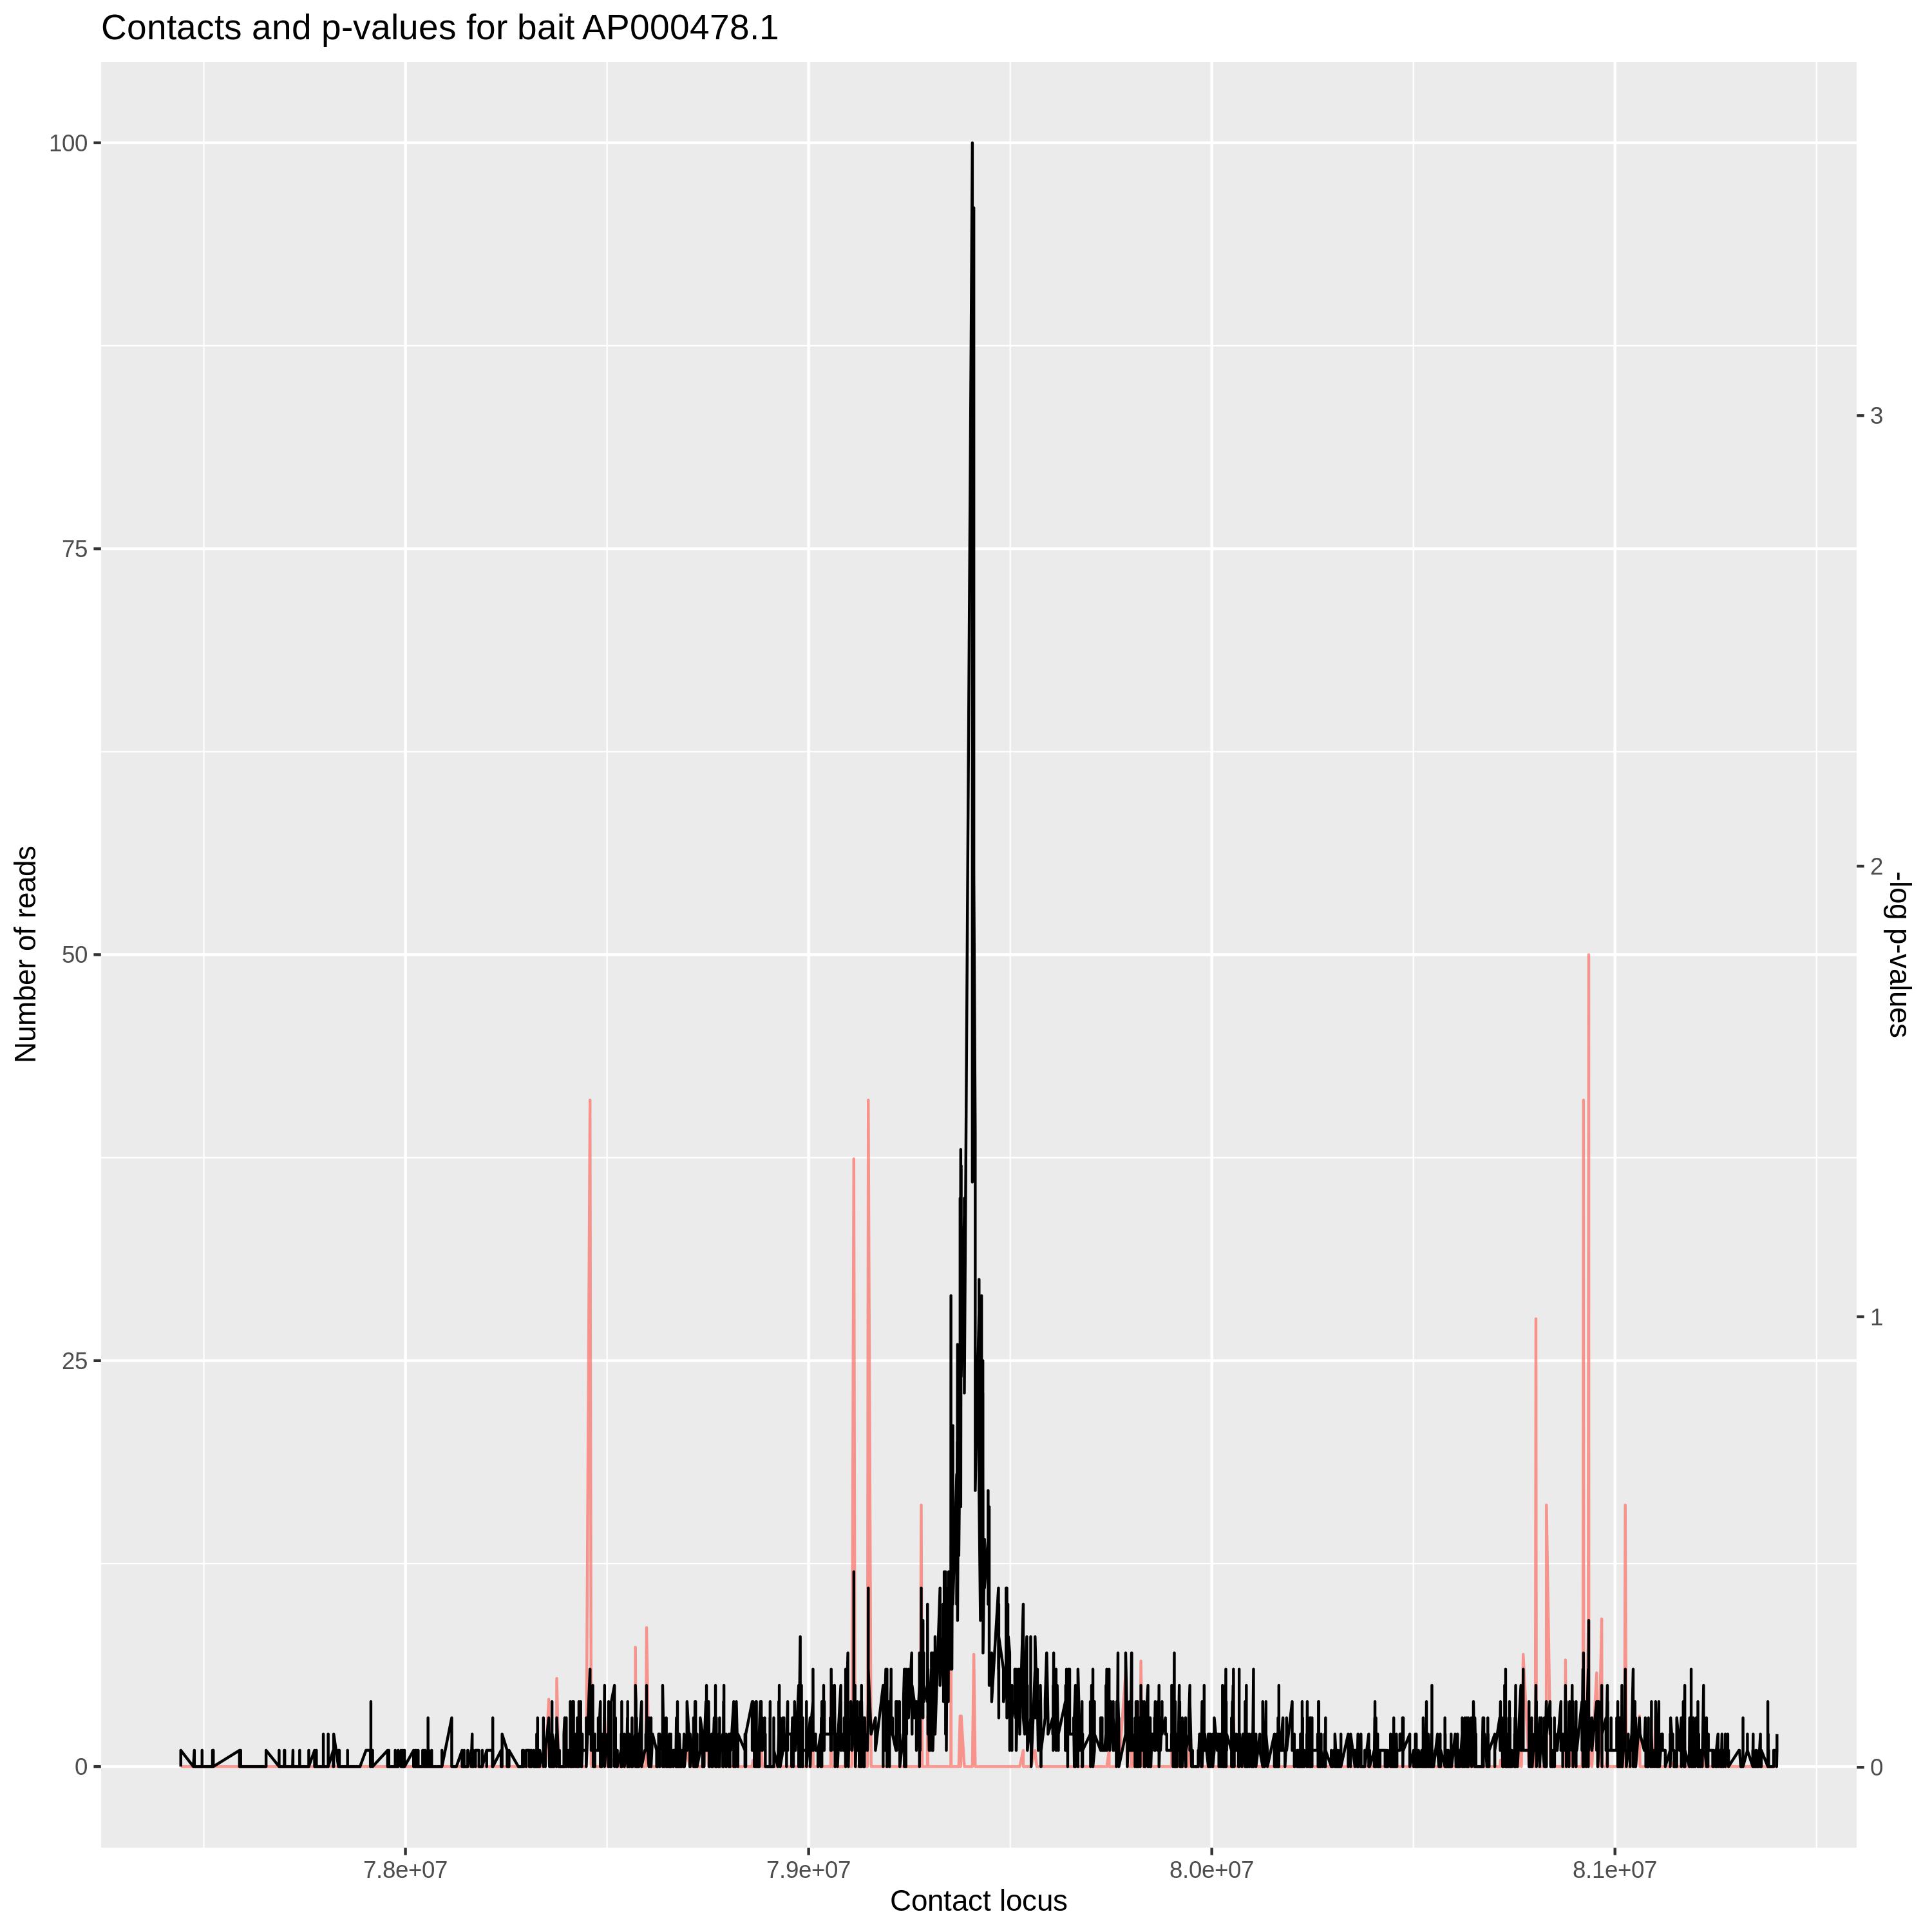 Contacts and p-values for bait AP000478.1
100
75
50
25
0
Number of reads
3
2
1
0
-log p-values
7.8e+07 7.9e+07 8.0e+07 8.1e+07
Contact locus